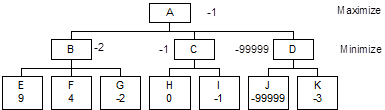 A -1 Maximize
B -2 -1 C -99999 D Minimize
E F G H I J K
9 4 -2 0 -1 -99999 -3